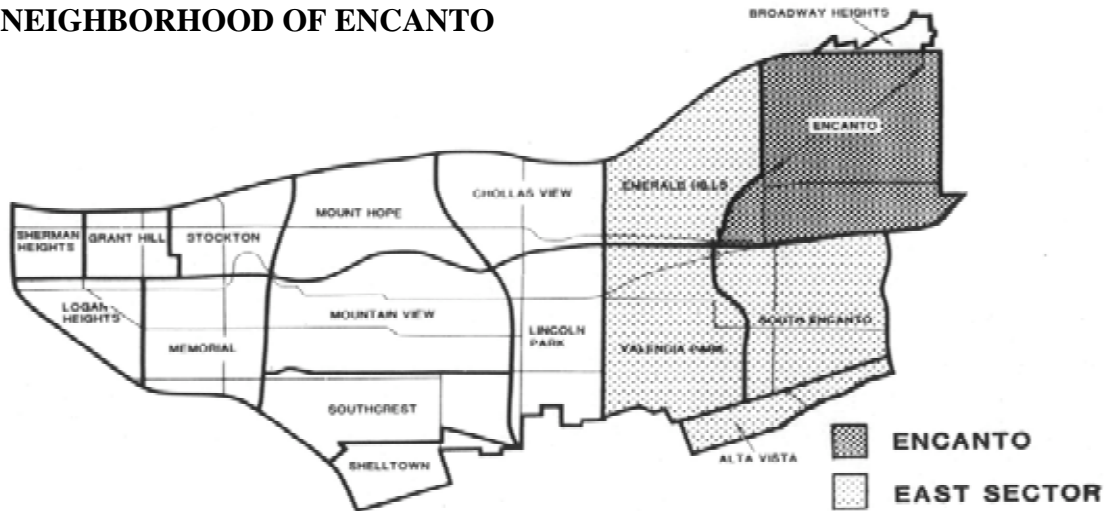 NEIGHBORHOOD OF ENCANTO
BROADWAY HEIGHTS
ENCANTO
EMERALD HILLS
CHOLLAS VIEW
MOUNT HOPE
SHERMAN
HEIGHTS
GRANT HILL
STOCKTON
LOGAN
HEIGHTS
MOUNTAIN VIEW
SOUTH ENCANTO
LINCOLN
PARK
MEMORIAL
VALENCIA PARK
SOUTHCREST
ENCANTO
ALTA VISTA
SHELLTOWN
EAST SECTOR